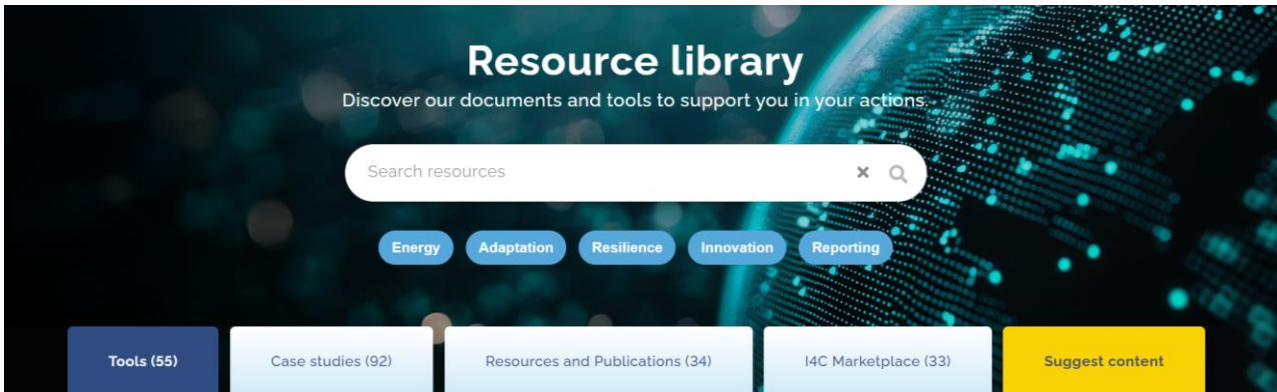 Resource library
Discover our documents and tools to support you in your actions.
Search resources
Energy Adaptation Resilience Innovation Reporting
Tools (55) Case studies (92) Resources and Publications (34) I4C Marketplace (33) Suggest content